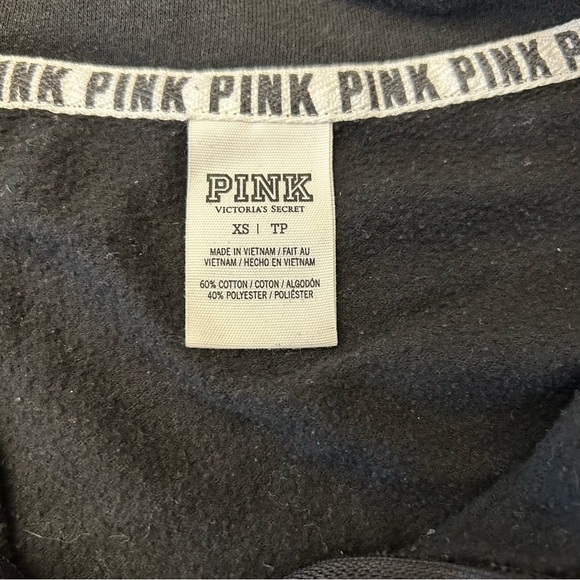 INK PINK PINK PINK PINK P
PINK
VICTORIA'S SECRET
XS | TP
MADE IN VIETNAM / FAIT AU
VIETNAM / HECHO EN VIETNAM
60% COTTON / COTON / ALGODÓN
40% POLYESTER / POLIÉSTER